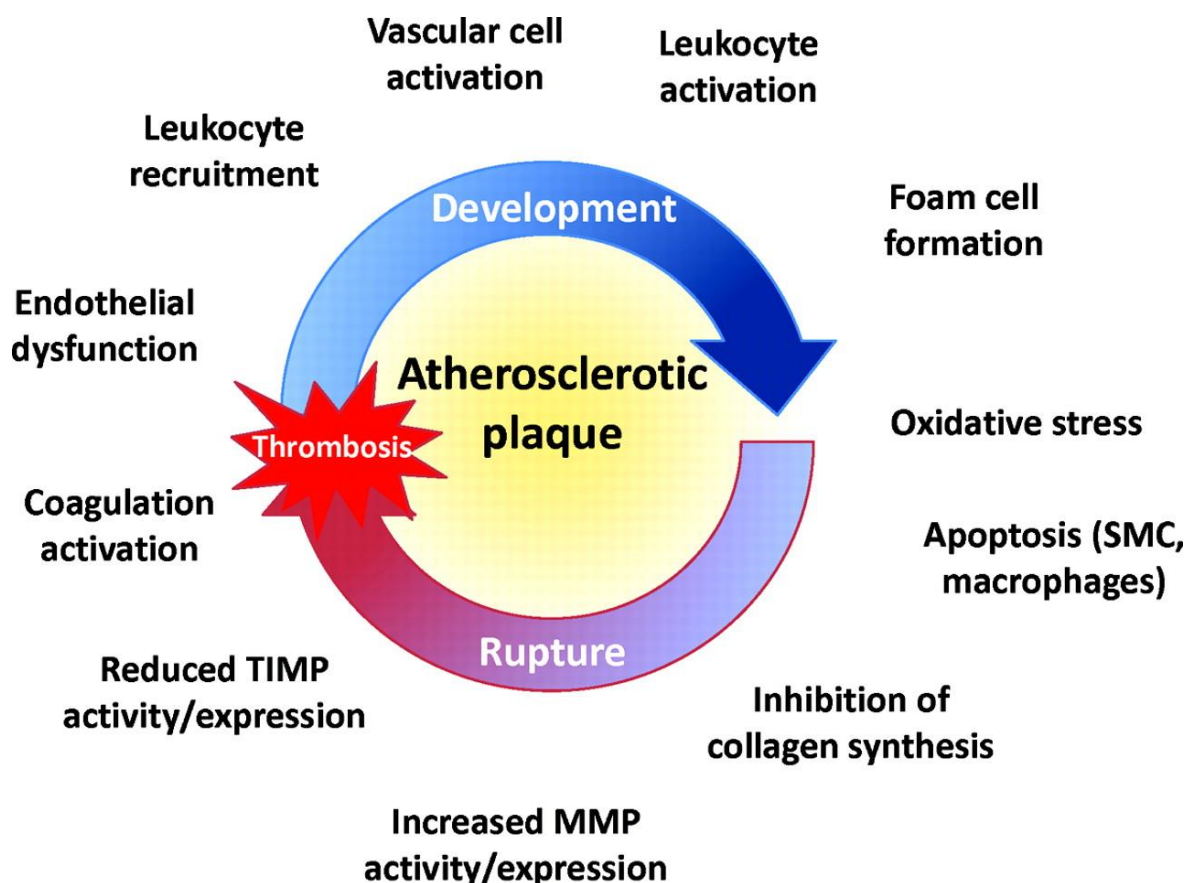 Vascular cell
activation
Leukocyte
activation
Leukocyte
recruitment
Development
Foam cell
formation
Endothelial
dysfunction
Atherosclerotic
plaque
Thrombosis
Oxidative stress
Coagulation
activation
Apoptosis (SMC,
macrophages)
Rupture
Reduced TIMP
activity/expression
Inhibition of
collagen synthesis
Increased MMP
activity/expression